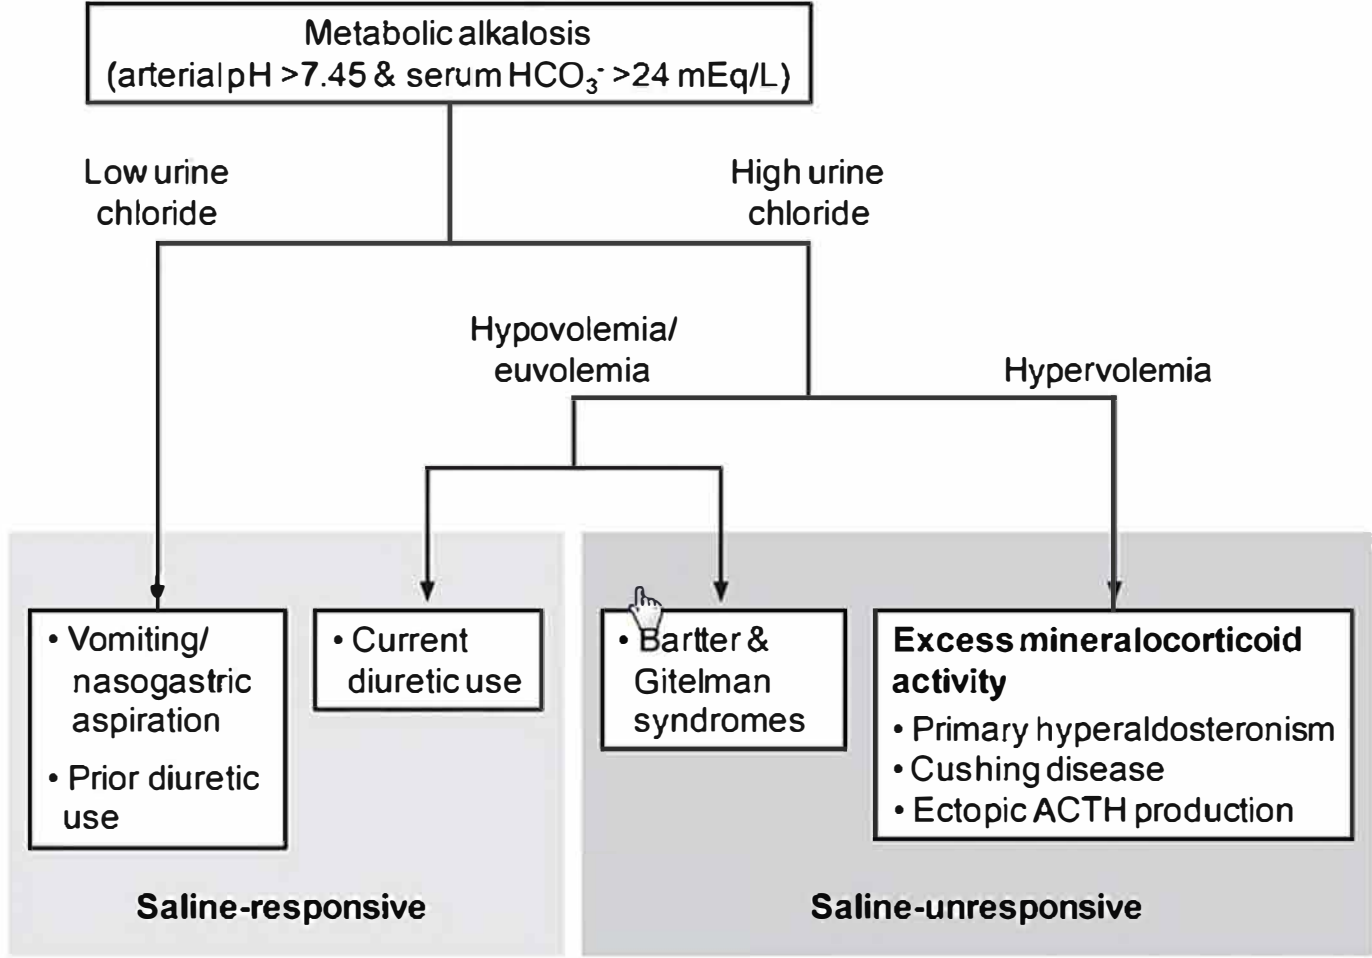 Metabolic alkalosis
(arterial pH >7.45 & serum HCO₃⁻ >24 mEq/L)
Low urine
chloride
High urine
chloride
Hypovolemia/
euvolemia
Hypervolemia
• Vomiting/
nasogastric
aspiration
• Prior diuretic
use
• Current
diuretic use
• Bartter &
Gitelman
syndromes
Excess mineralocorticoid
activity
• Primary hyperaldosteronism
• Cushing disease
• Ectopic ACTH production
Saline-responsive
Saline-unresponsive